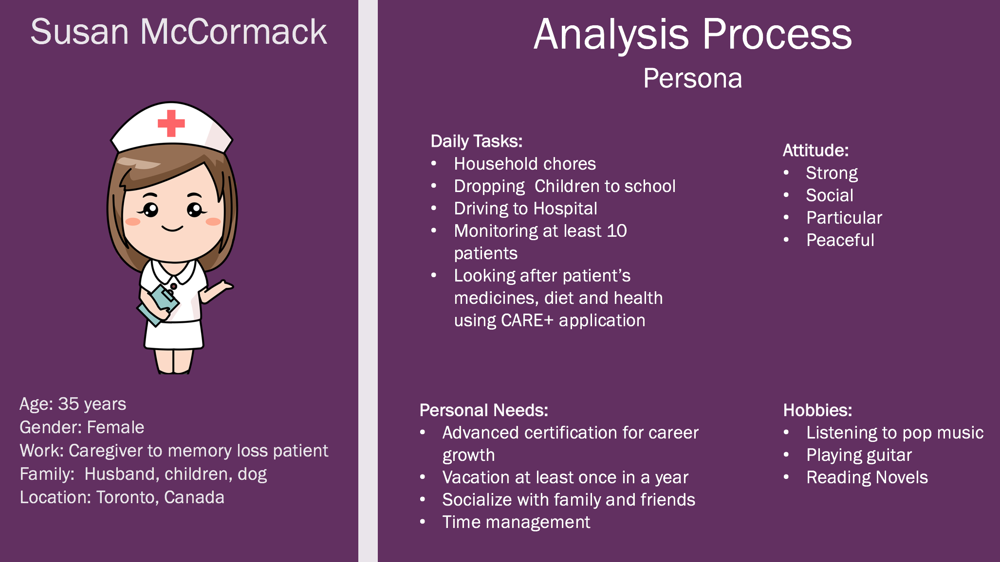 Susan McCormack
Age: 35 years
Gender: Female
Work: Caregiver to memory loss patient
Family:  Husband, children, dog
Location: Toronto, Canada
Analysis Process
Persona
Daily Tasks:
• Household chores
• Dropping  Children to school
• Driving to Hospital
• Monitoring at least 10
patients
• Looking after patient’s
medicines, diet and health
using CARE+ application
Attitude:
• Strong
• Social
• Particular
• Peaceful
Personal Needs:
• Advanced certification for career
growth
• Vacation at least once in a year
• Socialize with family and friends
• Time management
Hobbies:
• Listening to pop music
• Playing guitar
• Reading Novels